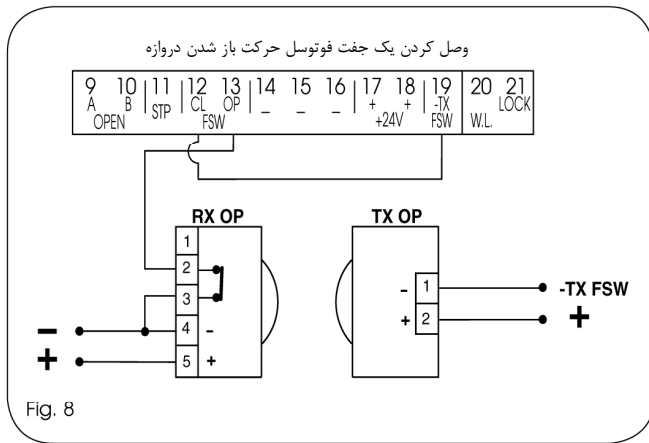 وصل کردن یک جفت فوتوسل حرکت باز شدن دروازه
9 10 11 12 13 14 15 16 17 18 19 20 21
A B STP CL OP _ _ _ + + -TX W.L. LOCK
OPEN FSW +24V FSW
RX OP TX OP
1
2
3
4 -
5 +
- 1 -TX FSW
+ 2 +
-
+
Fig. 8